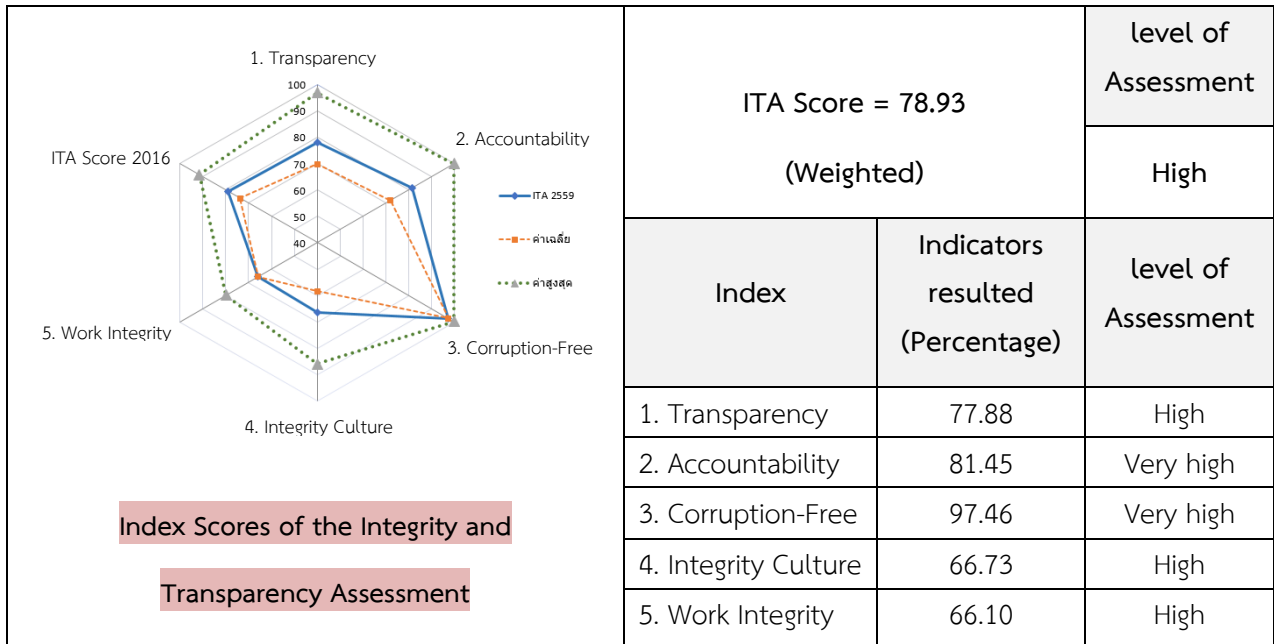 1. Transparency
100
90
80
70
60
50
40
2. Accountability
ITA Score 2016
ITA 2559
ค่าเฉลี่ย
ค่าสูงสุด
5. Work Integrity
3. Corruption-Free
4. Integrity Culture
Index Scores of the Integrity and
Transparency Assessment
ITA Score = 78.93
(Weighted)
level of
Assessment
High
Index
Indicators
resulted
(Percentage)
level of
Assessment
1. Transparency 77.88 High
2. Accountability 81.45 Very high
3. Corruption-Free 97.46 Very high
4. Integrity Culture 66.73 High
5. Work Integrity 66.10 High